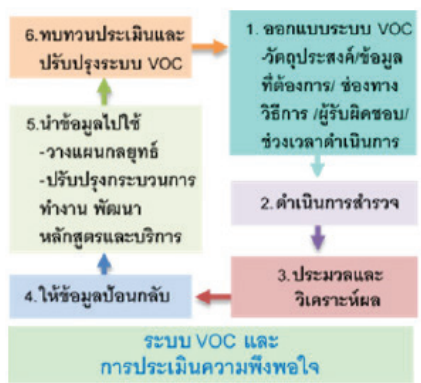 6.ทบทวนประเมินและ
ปรับปรุงระบบ VOC
1. ออกแบบระบบ VOC
-วัตถุประสงค์/ข้อมูล
ที่ต้องการ/ ช่องทาง
วิธีการ /ผู้รับผิดชอบ/
ช่วงเวลาดำเนินการ
2.ดำเนินการสำรวจ
3.ประมวลและ
วิเคราะห์ผล
4.ให้ข้อมูลป้อนกลับ
5.นำข้อมูลไปใช้
-วางแผนกลยุทธ์
-ปรับปรุงกระบวนการ
ทำงาน พัฒนา
หลักสูตรและบริการ
ระบบ VOC และ
การประเมินความพึงพอใจ